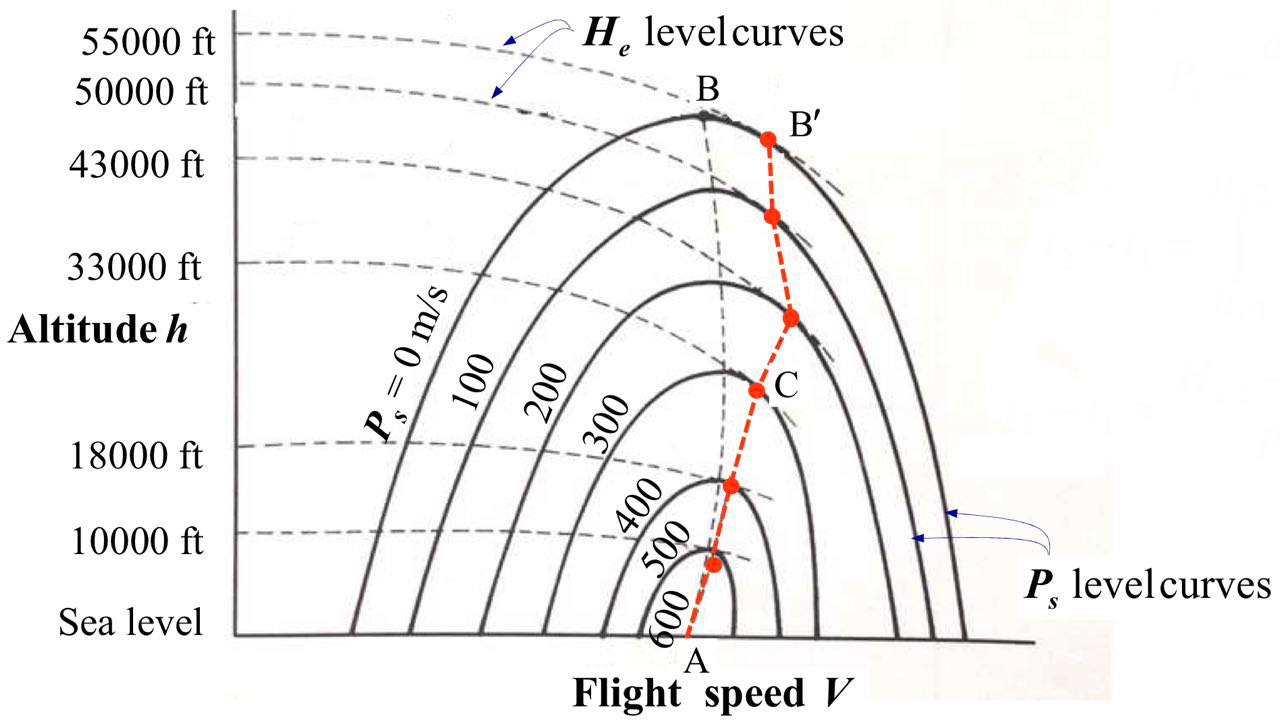 55000 ft
H_e level curves
50000 ft
B
B′
43000 ft
33000 ft
Altitude h
P_s = 0 m/s
100
200
300
C
18000 ft
400
10000 ft
500
P_s level curves
600
Sea level
A
Flight speed V